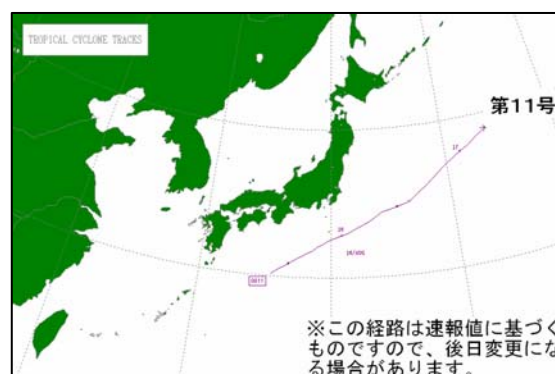 TROPICAL CYCLONE TRACKS
第11号
17
16
※この経路は速報値に基づく
ものですので、後日変更にな
る場合があります。